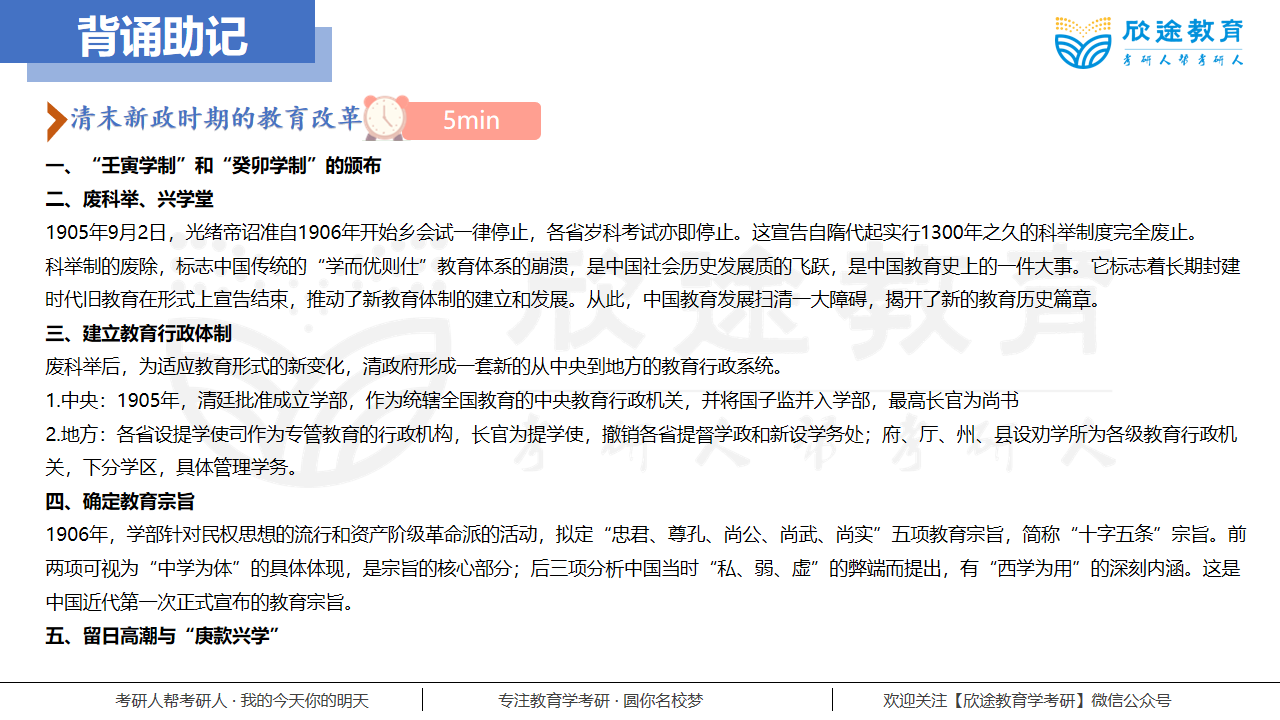 背诵助记
欣途教育
考研人帮考研人
清末新政时期的教育改革
5min
一、“壬寅学制”和“癸卯学制”的颁布
二、废科举、兴学堂
1905年9月2日，光绪帝诏准自1906年开始乡会试一律停止，各省岁科考试亦即停止。这宣告自隋代起实行1300年之久的科举制度完全废止。
科举制的废除，标志中国传统的“学而优则仕”教育体系的崩溃，是中国社会历史发展质的飞跃，是中国教育史上的一件大事。它标志着长期封建
时代旧教育在形式上宣告结束，推动了新教育体制的建立和发展。从此，中国教育发展扫清一大障碍，揭开了新的教育历史篇章。
三、建立教育行政体制
废科举后，为适应教育形式的新变化，清政府形成一套新的从中央到地方的教育行政系统。
1.中央：1905年，清廷批准成立学部，作为统辖全国教育的中央教育行政机关，并将国子监并入学部，最高长官为尚书
2.地方：各省设提学使司作为专管教育的行政机构，长官为提学使，撤销各省提督学政和新设学务处；府、厅、州、县设劝学所为各级教育行政机
关，下分学区，具体管理学务。
四、确定教育宗旨
1906年，学部针对民权思想的流行和资产阶级革命派的活动，拟定“忠君、尊孔、尚公、尚武、尚实”五项教育宗旨，简称“十字五条”宗旨。前
两项可视为“中学为体”的具体体现，是宗旨的核心部分；后三项分析中国当时“私、弱、虚”的弊端而提出，有“西学为用”的深刻内涵。这是
中国近代第一次正式宣布的教育宗旨。
五、留日高潮与“庚款兴学”
欣途教育
考研人帮考研人
考研人帮考研人 · 我的今天你的明天
专注教育学考研 · 圆你名校梦
欢迎关注【欣途教育学考研】微信公众号